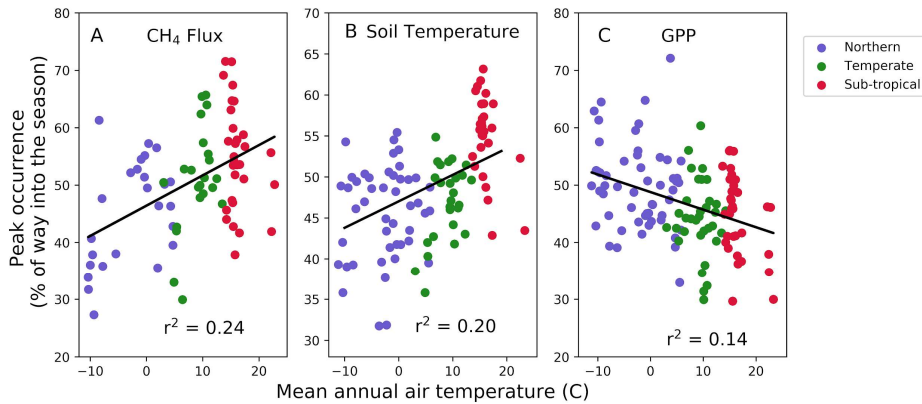 A CH₄ Flux
B Soil Temperature
C GPP
Northern
Temperate
Sub-tropical
Peak occurrence
(% of way into the season)
80
70
60
50
40
30
20
70
65
60
55
50
45
40
35
30
80
70
60
50
40
30
20
r² = 0.24
r² = 0.20
r² = 0.14
−10 0 10 20
−10 0 10 20
−10 0 10 20
Mean annual air temperature (C)